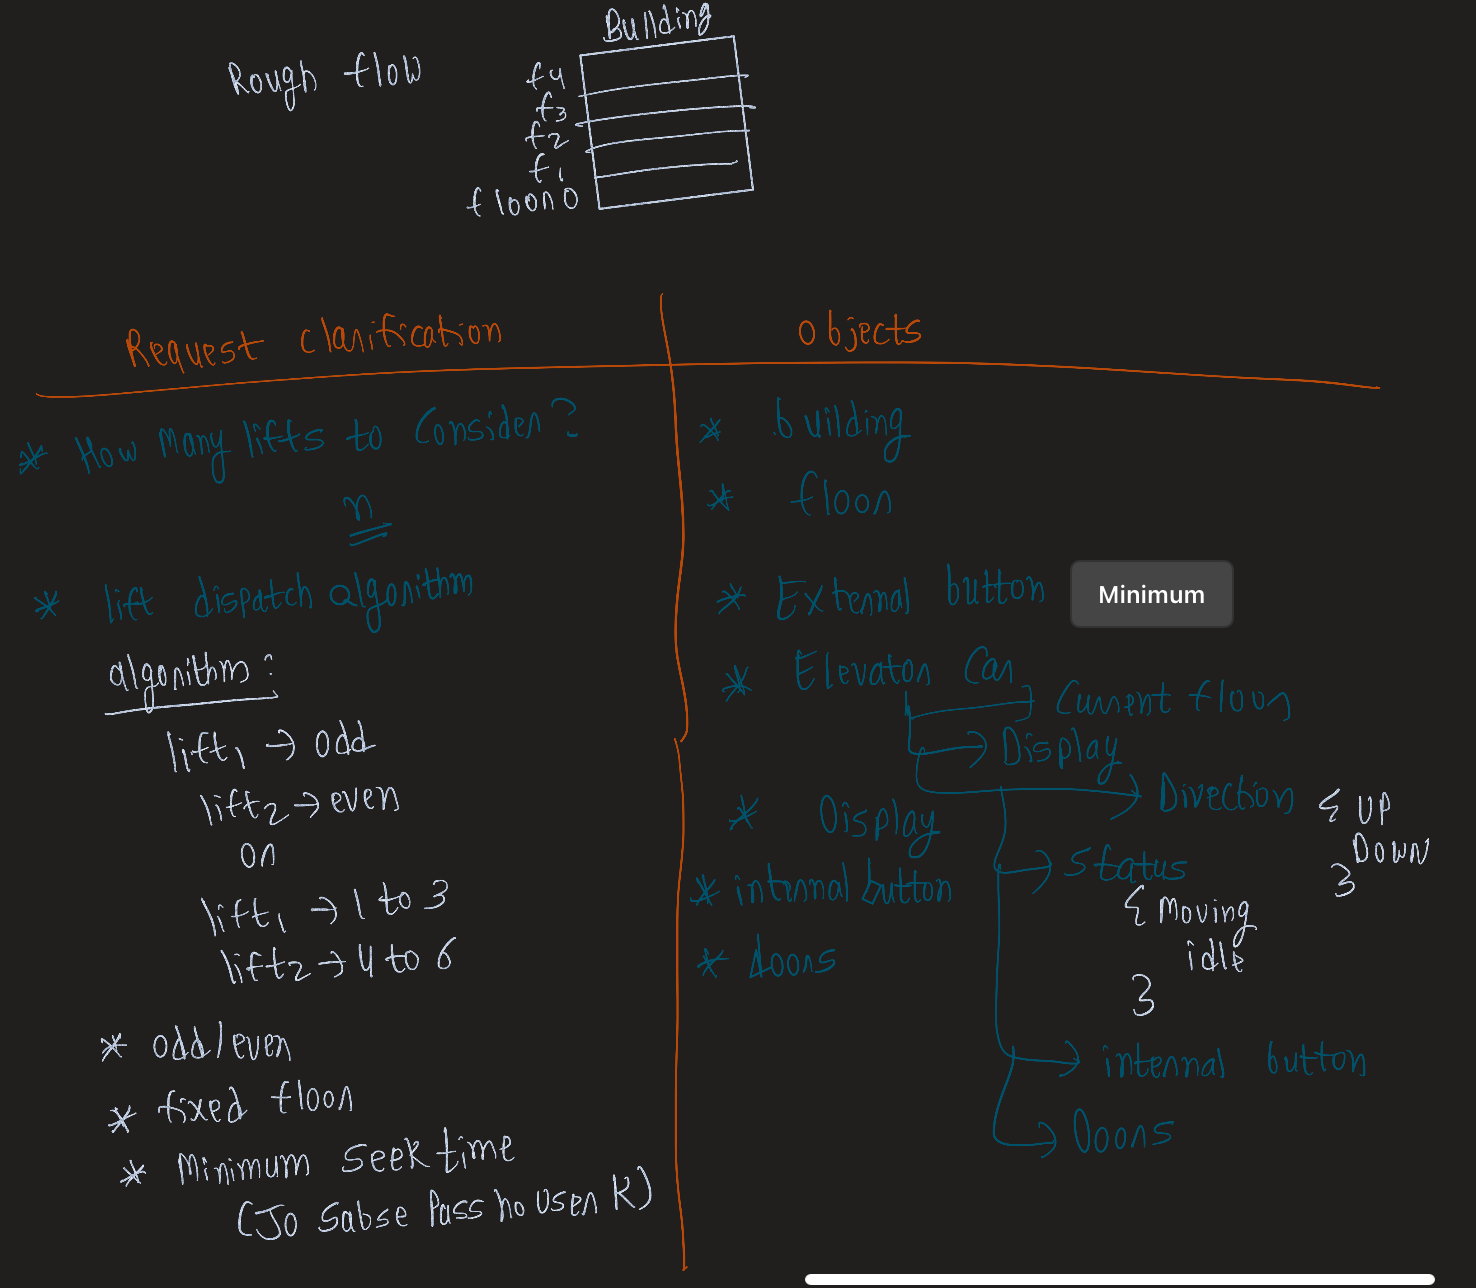 Building
Rough flow
f4
f3
f2
f1
floor 0
Request clarification
Objects
* How many lifts to Consider?
n
* lift dispatch algorithm
algorithm:
lift1 → odd
lift2 → even
or
lift1 → 1 to 3
lift2 → 4 to 6
* odd/even
* fixed floor
* Minimum Seek time
(Jo Sabse Pass ho User K)
* building
* floor
* External button
Minimum
* Elevator Car
→ Current floor
→ Display
→ Direction { UP
DOWN
}
→ Status
{ Moving
idle
}
→ internal button
→ Doors
* Display
* internal button
* doors